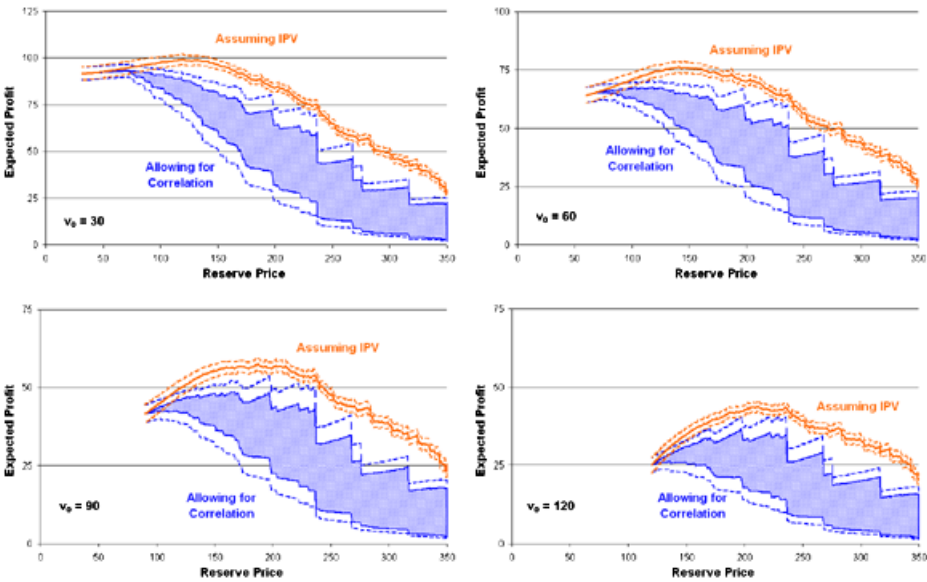 125
Assuming IPV
100
75
Expected Profit
50
Allowing for
Correlation
25
v₀ = 30
0
0 50 100 150 200 250 300 350
Reserve Price
100
Assuming IPV
75
Expected Profit
50
Allowing for
Correlation
25
v₀ = 60
0
0 50 100 150 200 250 300 350
Reserve Price
75
Assuming IPV
50
Expected Profit
25
Allowing for
Correlation
v₀ = 90
0
0 50 100 150 200 250 300 350
Reserve Price
75
50
Expected Profit
Assuming IPV
25
Allowing for
Correlation
v₀ = 120
0
0 50 100 150 200 250 300 350
Reserve Price